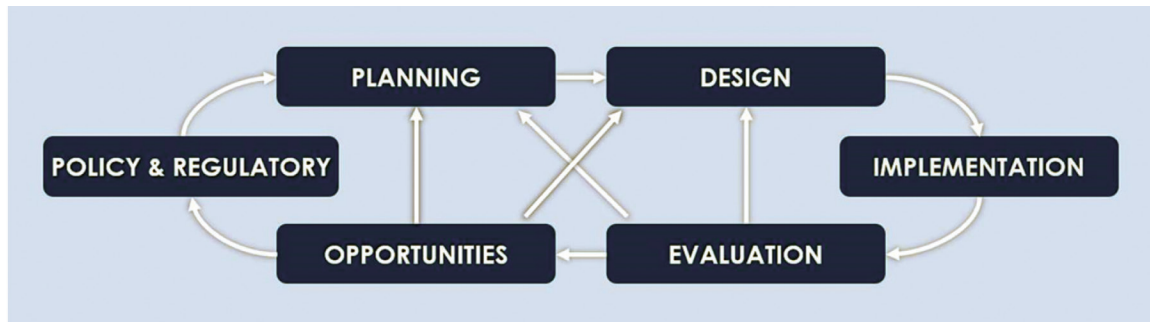 PLANNING
DESIGN
POLICY & REGULATORY
IMPLEMENTATION
OPPORTUNITIES
EVALUATION